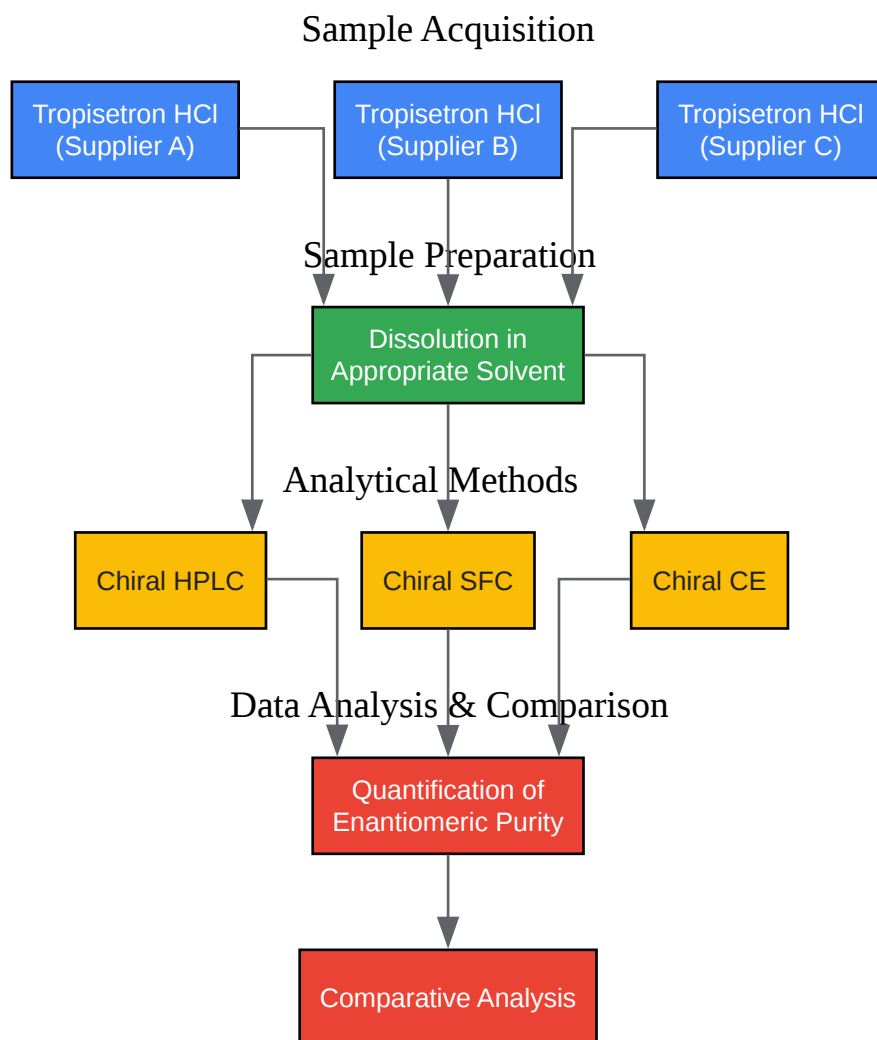 Sample Acquisition
Tropisetron HCl
(Supplier A)
Tropisetron HCl
(Supplier B)
Tropisetron HCl
(Supplier C)
Sample Preparation
Dissolution in
Appropriate Solvent
Analytical Methods
Chiral HPLC
Chiral SFC
Chiral CE
Data Analysis & Comparison
Quantification of
Enantiomeric Purity
Comparative Analysis